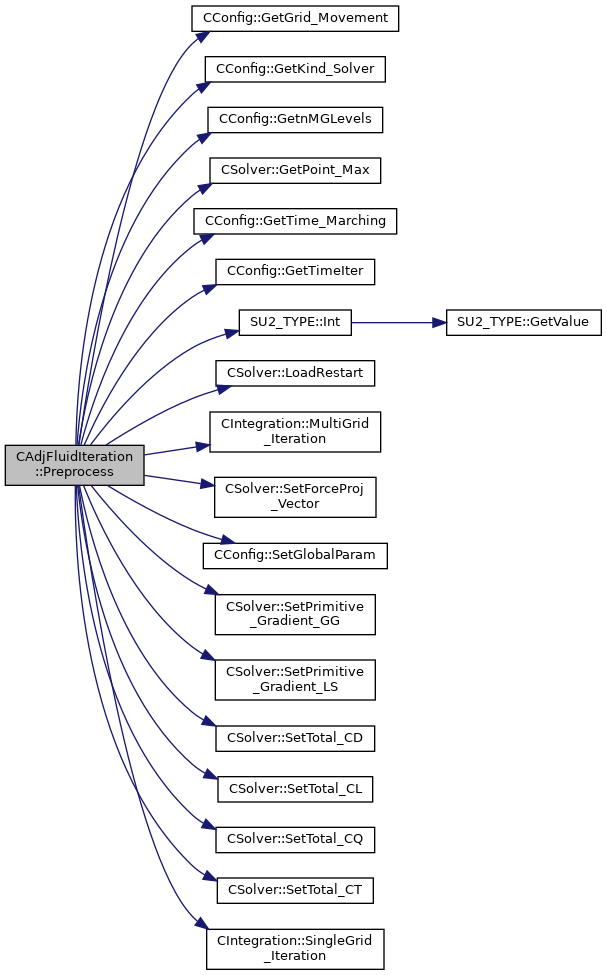 CConfig::GetGrid_Movement
CConfig::GetKind_Solver
CConfig::GetnMGLevels
CSolver::GetPoint_Max
CConfig::GetTime_Marching
CConfig::GetTimeIter
SU2_TYPE::Int
SU2_TYPE::GetValue
CSolver::LoadRestart
CIntegration::MultiGrid
_Iteration
CAdjFluidIteration
::Preprocess
CSolver::SetForceProj
_Vector
CConfig::SetGlobalParam
CSolver::SetPrimitive
_Gradient_GG
CSolver::SetPrimitive
_Gradient_LS
CSolver::SetTotal_CD
CSolver::SetTotal_CL
CSolver::SetTotal_CQ
CSolver::SetTotal_CT
CIntegration::SingleGrid
_Iteration